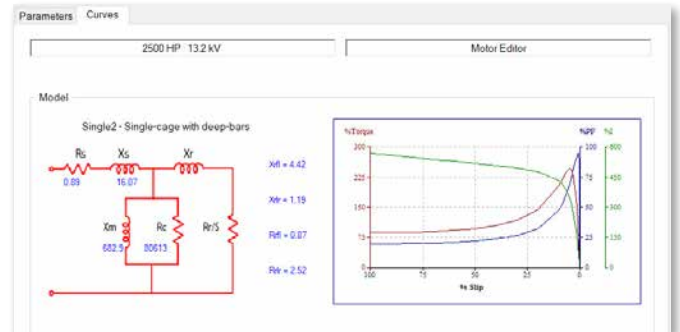 Parameters Curves
2500 HP 13.2 kV
Motor Editor
Model
Single2 - Single-cage with deep-bars
Rs Xs Xr
0.89 16.07
Xrfl = 4.42
Xrlr = 1.19
Rrfl = 0.87
Rrlr = 2.52
Xm Rc Rr/S
682.9 80613
%Torque %PF %I
300 100 800
225 75 450
150 50 300
75 25 150
0 0 0
100 75 50 25 0
% Slip